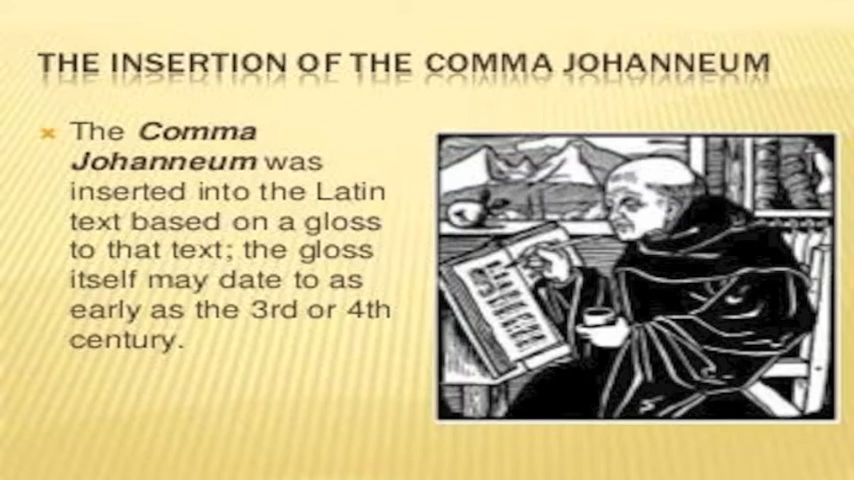 THE INSERTION OF THE COMMA JOHANNEUM
The Comma
Johanneum was
inserted into the Latin
text based on a gloss
to that text; the gloss
itself may date to as
early as the 3rd or 4th
century.